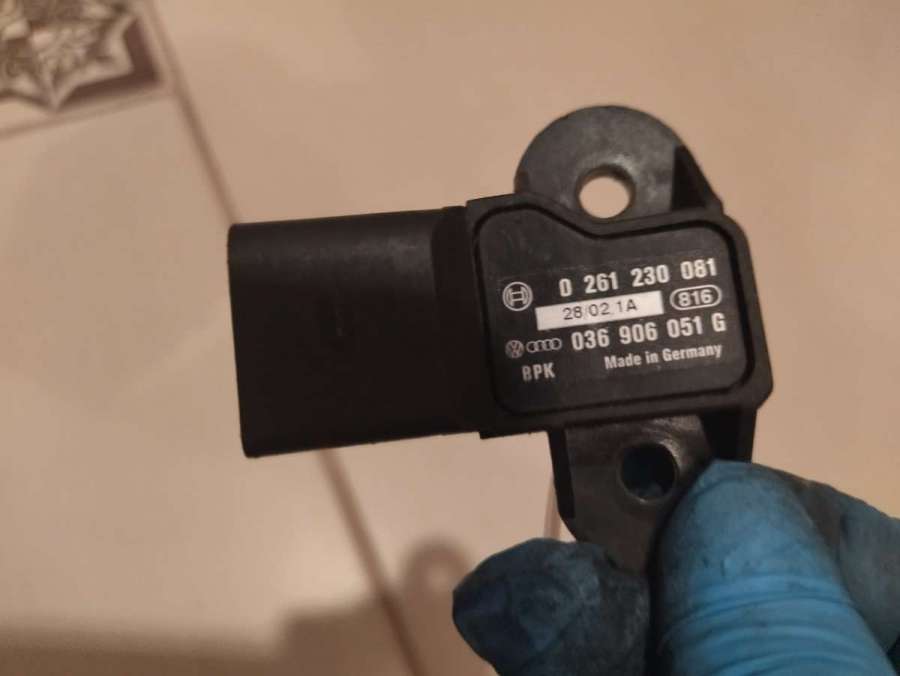 0 261 230 081
28/02.1A 816
036 906 051 G
BPK Made in Germany